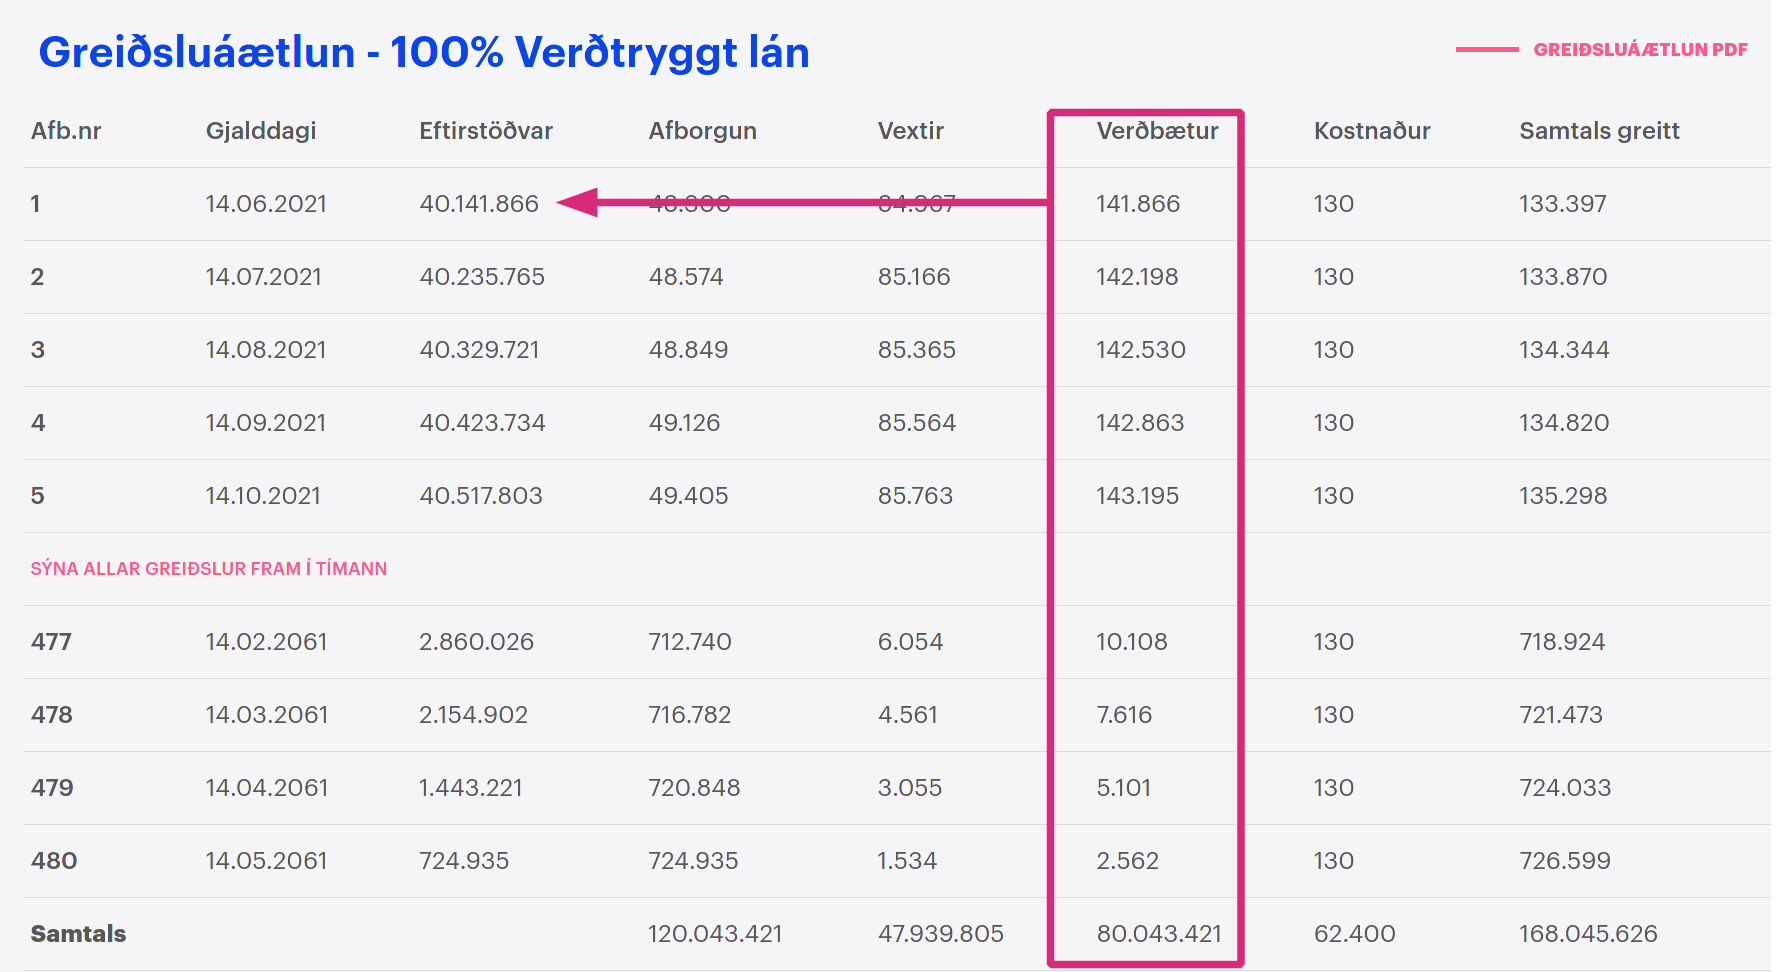 Greiðsluáætlun - 100% Verðtryggt lán
GREIÐSLUÁÆTLUN PDF
Afb.nr Gjalddagi Eftirstöðvar Afborgun Vextir Verðbætur Kostnaður Samtals greitt
1 14.06.2021 40.141.866 48.300 84.967 141.866 130 133.397
2 14.07.2021 40.235.765 48.574 85.166 142.198 130 133.870
3 14.08.2021 40.329.721 48.849 85.365 142.530 130 134.344
4 14.09.2021 40.423.734 49.126 85.564 142.863 130 134.820
5 14.10.2021 40.517.803 49.405 85.763 143.195 130 135.298
SÝNA ALLAR GREIÐSLUR FRAM Í TÍMANN
477 14.02.2061 2.860.026 712.740 6.054 10.108 130 718.924
478 14.03.2061 2.154.902 716.782 4.561 7.616 130 721.473
479 14.04.2061 1.443.221 720.848 3.055 5.101 130 724.033
480 14.05.2061 724.935 724.935 1.534 2.562 130 726.599
Samtals 120.043.421 47.939.805 80.043.421 62.400 168.045.626